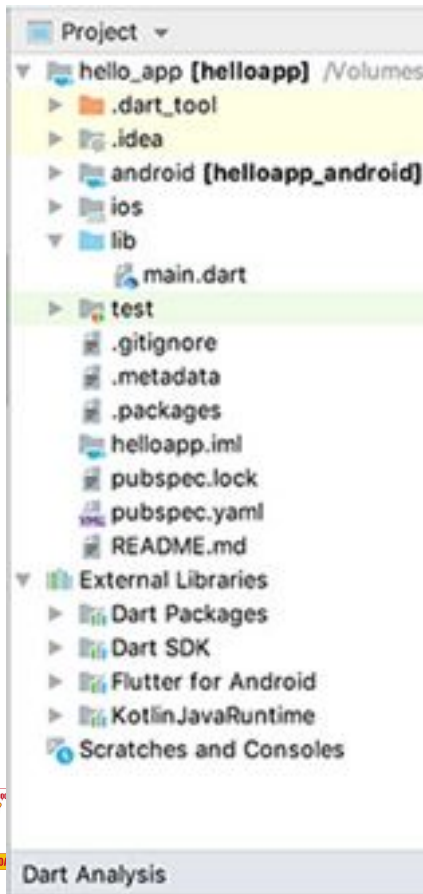 Project
hello_app [helloapp] /Volumes
.dart_tool
.idea
android [helloapp_android]
ios
lib
main.dart
test
.gitignore
.metadata
.packages
helloapp.iml
pubspec.lock
pubspec.yaml
README.md
External Libraries
Dart Packages
Dart SDK
Flutter for Android
KotlinJavaRuntime
Scratches and Consoles
Dart Analysis